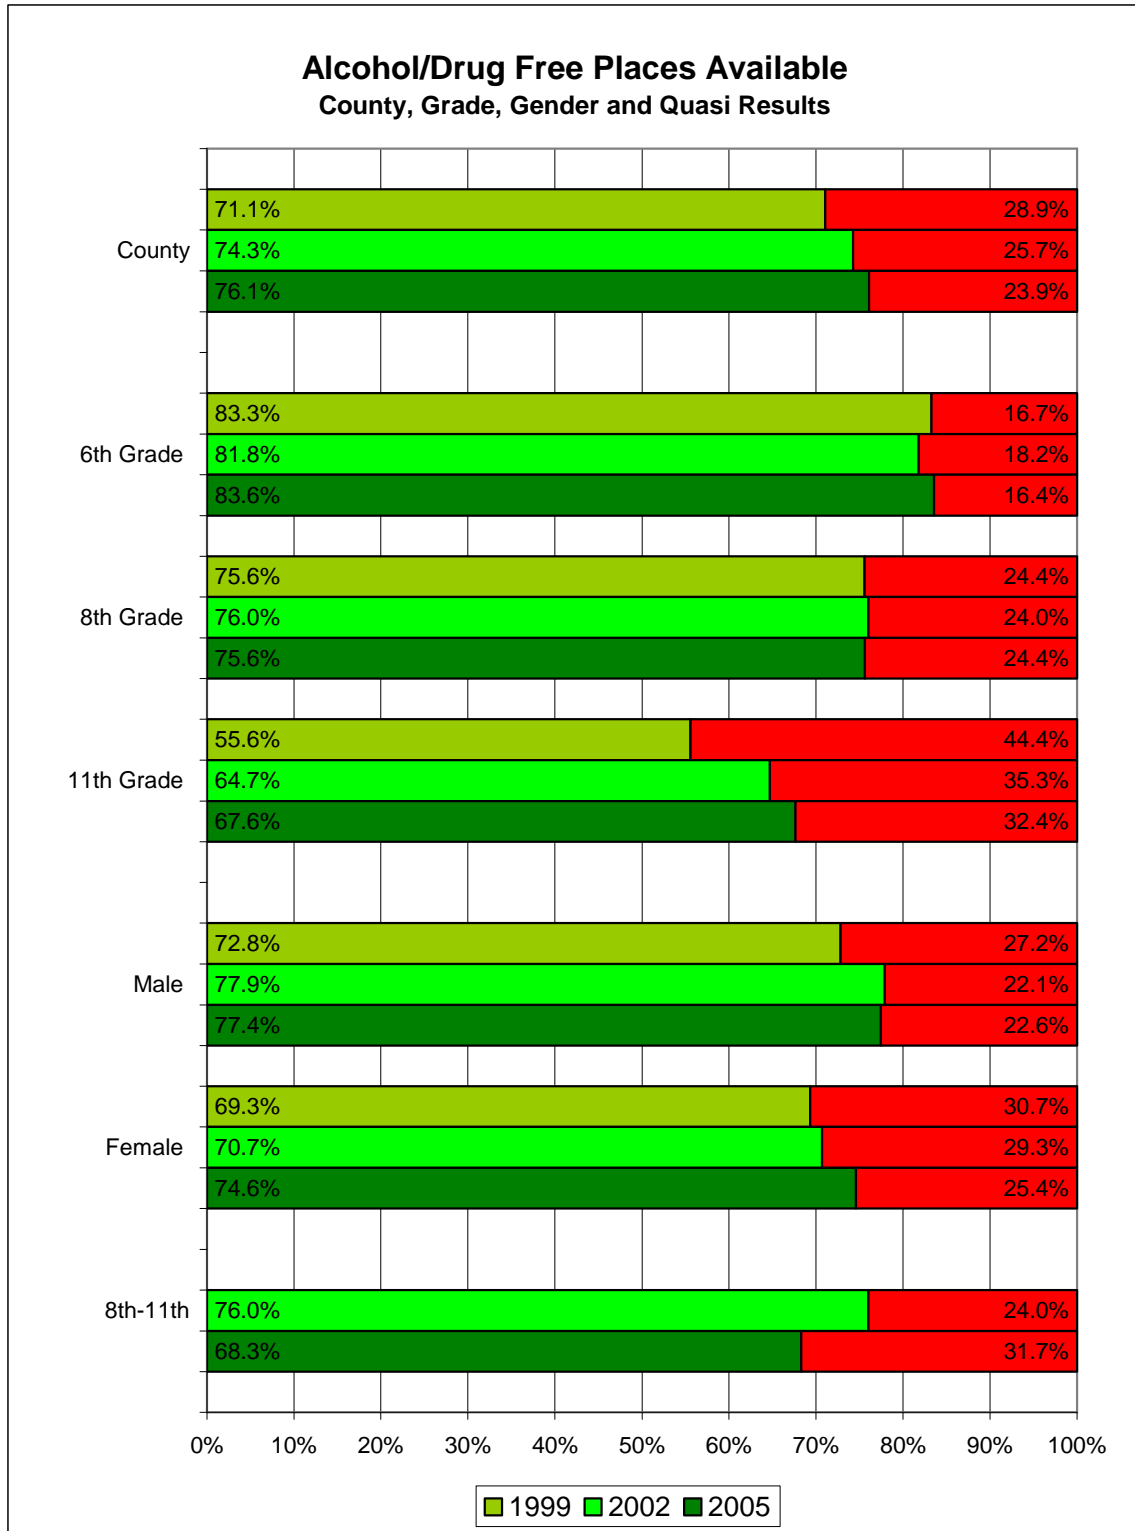 Alcohol/Drug Free Places Available
County, Grade, Gender and Quasi Results
71.1% 28.9%
County 74.3% 25.7%
76.1% 23.9%
83.3% 16.7%
6th Grade 81.8% 18.2%
83.6% 16.4%
75.6% 24.4%
8th Grade 76.0% 24.0%
75.6% 24.4%
55.6% 44.4%
11th Grade 64.7% 35.3%
67.6% 32.4%
72.8% 27.2%
Male 77.9% 22.1%
77.4% 22.6%
69.3% 30.7%
Female 70.7% 29.3%
74.6% 25.4%
8th-11th 76.0% 24.0%
68.3% 31.7%
0% 10% 20% 30% 40% 50% 60% 70% 80% 90% 100%
1999 2002 2005